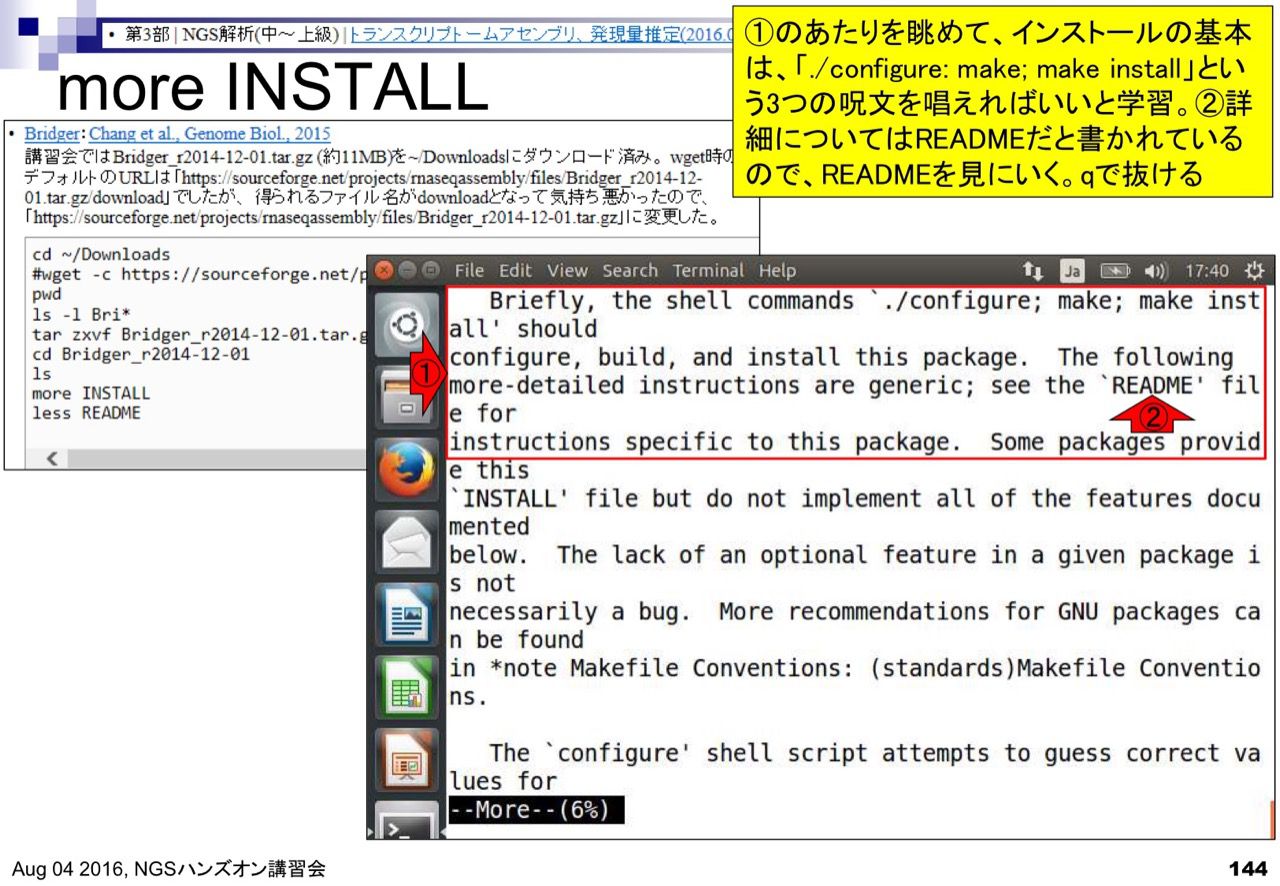 • 第3部 | NGS解析(中～上級) | トランスクリプトームアセンブリ、発現量推定(2016.0
more INSTALL
①のあたりを眺めて、インストールの基本
は、「./configure: make; make install」とい
う3つの呪文を唱えればいいと学習。②詳
細についてはREADMEだと書かれている
ので、READMEを見にいく。qで抜ける
• Bridger：Chang et al., Genome Biol., 2015
講習会ではBridger_r2014-12-01.tar.gz (約11MB)を~/Downloadsにダウンロード済み。wget時の
デフォルトのURLは「https://sourceforge.net/projects/rnaseqassembly/files/Bridger_r2014-12-
01.tar.gz/download」でしたが、得られるファイル名がdownloadとなって気持ち悪かったので、
「https://sourceforge.net/projects/rnaseqassembly/files/Bridger_r2014-12-01.tar.gz」に変更した。
cd ~/Downloads
#wget -c https://sourceforge.net/p
pwd
ls -l Bri*
tar zxvf Bridger_r2014-12-01.tar.g
cd Bridger_r2014-12-01
ls
more INSTALL
less README
File Edit View Search Terminal Help Ja 17:40
Briefly, the shell commands `./configure; make; make inst
all' should
configure, build, and install this package.  The following
more-detailed instructions are generic; see the `README' fil
e for
instructions specific to this package.  Some packages provid
e this
`INSTALL' file but do not implement all of the features docu
mented
below.  The lack of an optional feature in a given package i
s not
necessarily a bug.  More recommendations for GNU packages ca
n be found
in *note Makefile Conventions: (standards)Makefile Conventio
ns.
The `configure' shell script attempts to guess correct va
lues for
--More--(6%)
①
②
Aug 04 2016, NGSハンズオン講習会
144